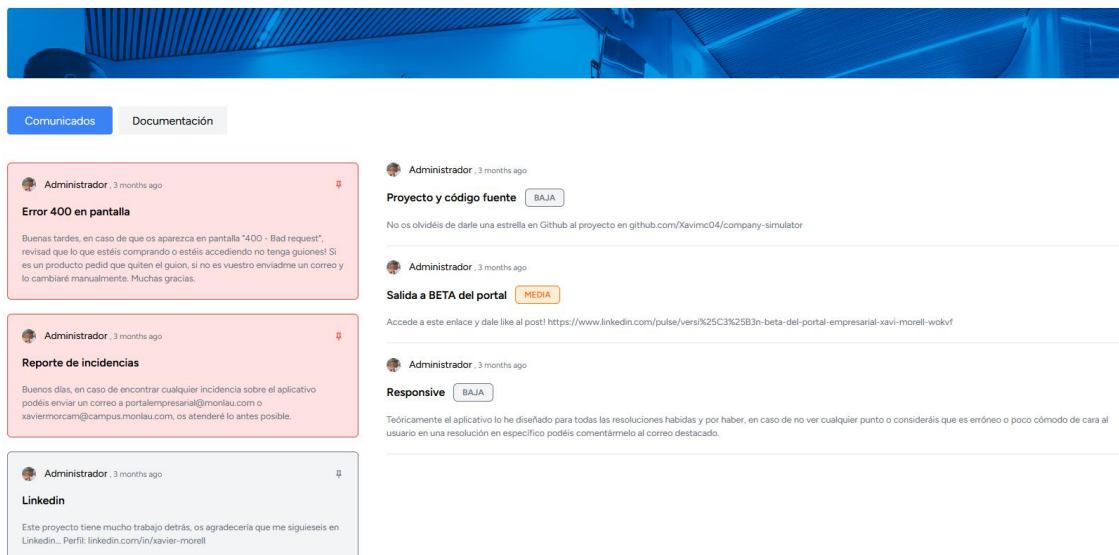 Comunicados
Documentación
Administrador , 3 months ago
Error 400 en pantalla
Buenas tardes, en caso de que os aparezca en pantalla "400 - Bad request",
revisad que lo que estéis comprando o estéis accediendo no tenga guiones! Si
es un producto pedid que quiten el guion, si no es vuestro enviadme un correo y
lo cambiaré manualmente. Muchas gracias.
Administrador , 3 months ago
Reporte de incidencias
Buenos días, en caso de encontrar cualquier incidencia sobre el aplicativo
podéis enviar un correo a portalempresarial@monlau.com o
xaviermorcam@campus.monlau.com, os atenderé lo antes posible.
Administrador , 3 months ago
Linkedin
Este proyecto tiene mucho trabajo detrás, os agradecería que me siguieseis en
Linkedin... Perfil: linkedin.com/in/xavier-morell
Administrador , 3 months ago
Proyecto y código fuente BAJA
No os olvidéis de darle una estrella en Github al proyecto en github.com/Xavimc04/company-simulator
Administrador , 3 months ago
Salida a BETA del portal MEDIA
Accede a este enlace y dale like al post! https://www.linkedin.com/pulse/versi%25C3%25B3n-beta-del-portal-empresarial-xavi-morell-wokvf
Administrador , 3 months ago
Responsive BAJA
Teóricamente el aplicativo lo he diseñado para todas las resoluciones habidas y por haber, en caso de no ver cualquier punto o consideráis que es erróneo o poco cómodo de cara al
usuario en una resolución en específico podéis comentármelo al correo destacado.